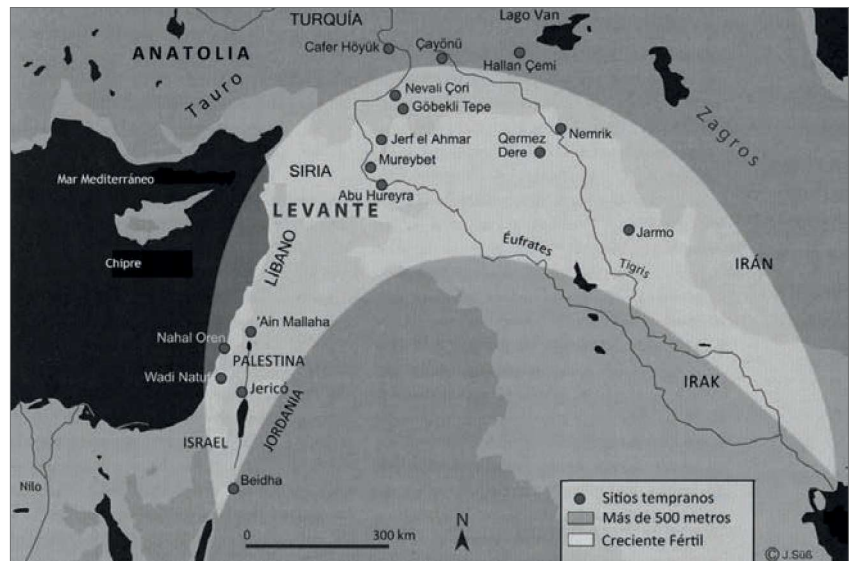 TURQUÍA
Lago Van
ANATOLIA
Cafer Höyük
Çayönü
Hallan Çemi
Tauro
Nevali Çori
Göbekli Tepe
Zagros
Jerf el Ahmar
Qermez
Dere
Nemrik
Mar Mediterráneo
SIRIA
Mureybet
Abu Hureyra
LEVANTE
Jarmo
Chipre
LÍBANO
Éufrates
Tigris
IRÁN
'Ain Mallaha
Nahal Oren
PALESTINA
Wadi Natuf
Jericó
IRAK
JORDANIA
ISRAEL
Nilo
Beidha
Sitios tempranos
Más de 500 metros
Creciente Fértil
0 300 km
N
© J.Süß